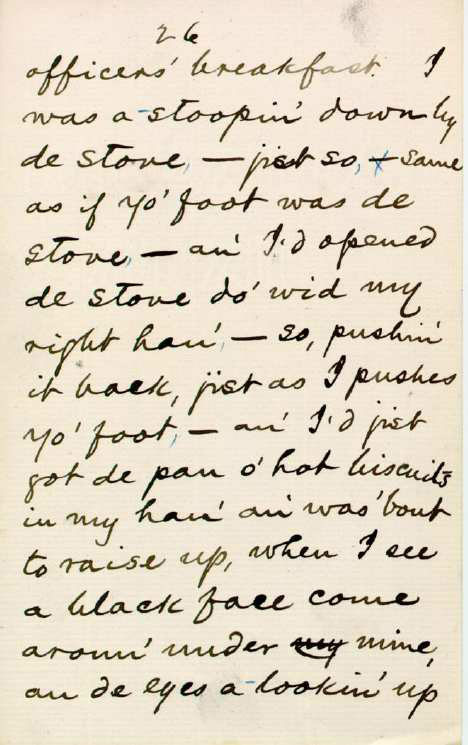 26
officers' breakfast. I
was a-stoopin' down by
de stove, — jist so, — same
as if yo' foot was de
stove, — an' I'd opened
de stove do' wid my
right han', — so, pushin'
it back, jist as I pushes
yo' foot, — an' I'd jist
got de pan o' hot biscuits
in my han' an' was 'bout
to raise up, when I see
a black face come
aroun' under my mine,
an de eyes a-lookin' up